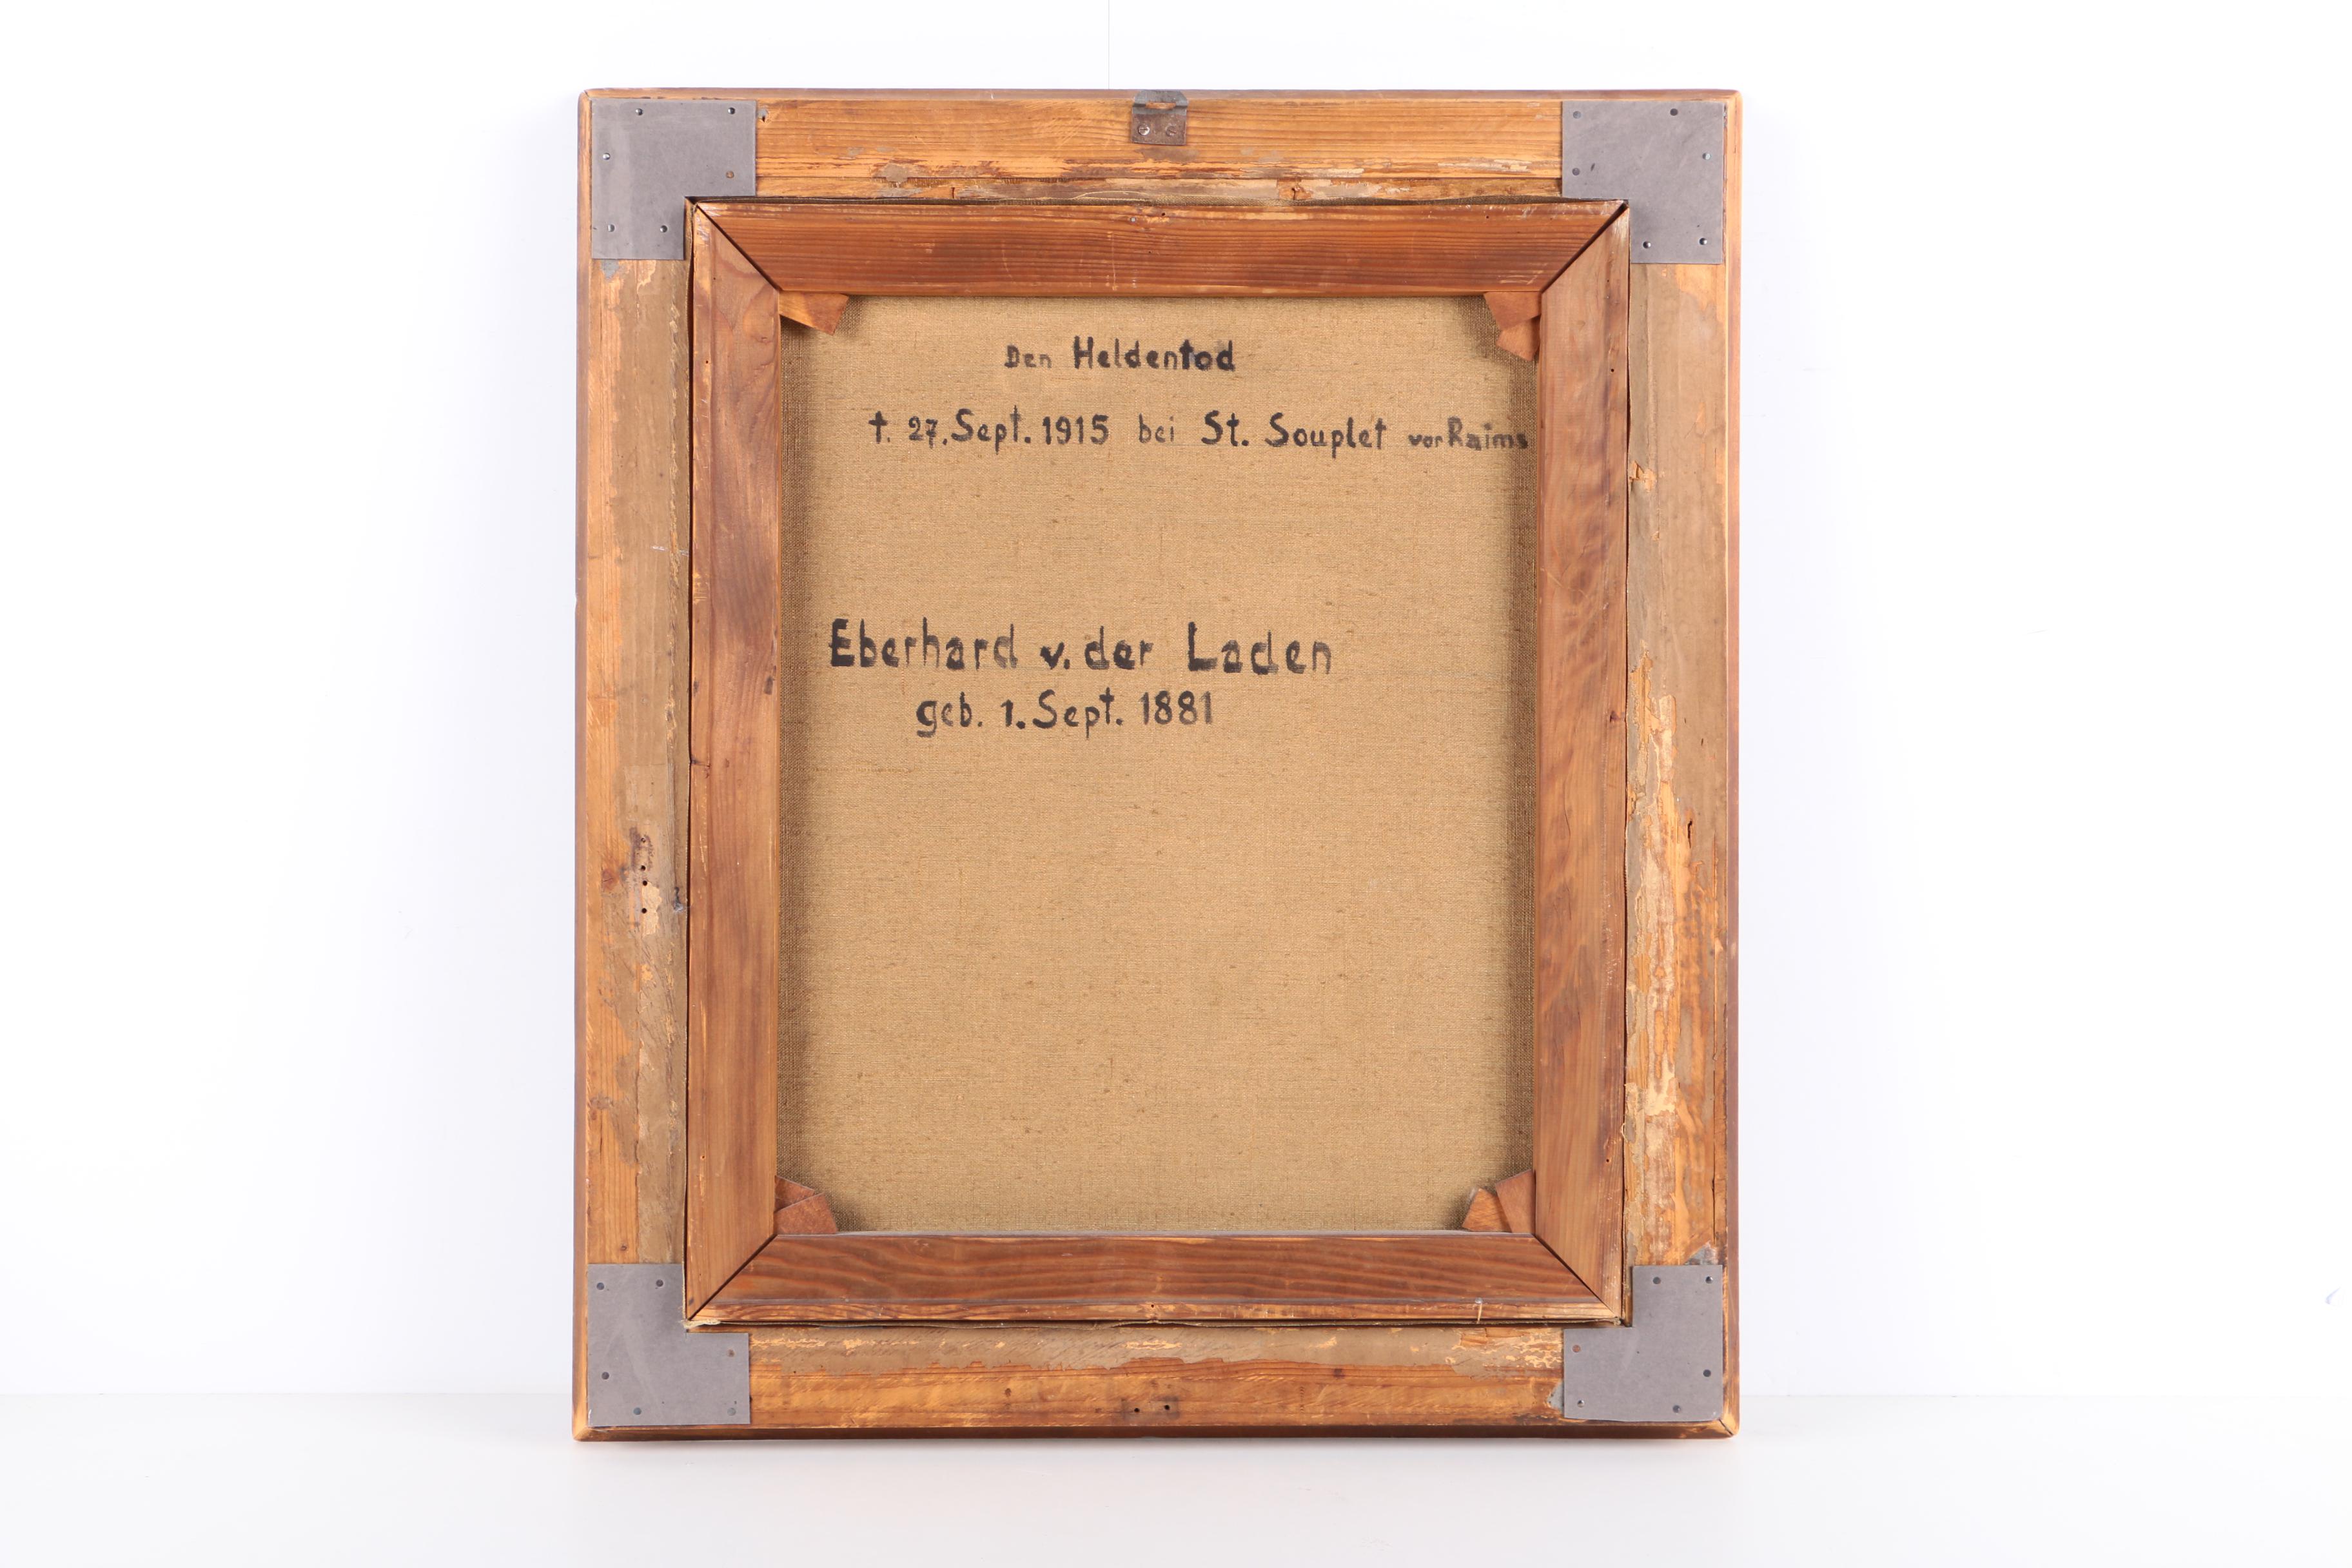 Den Heldentod
†. 27. Sept. 1915 bei St. Souplet vor Raims
Eberhard v. der Laden
geb. 1. Sept. 1881